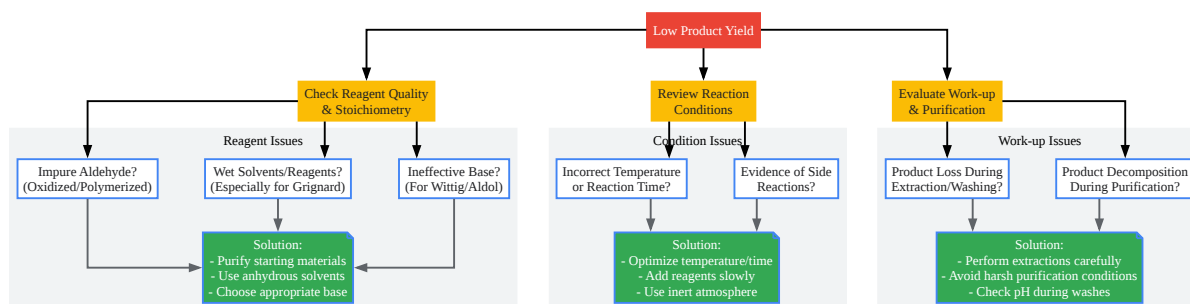 Low Product Yield
Check Reagent Quality
& Stoichiometry
Review Reaction
Conditions
Evaluate Work-up
& Purification
Reagent Issues
Condition Issues
Work-up Issues
Impure Aldehyde?
(Oxidized/Polymerized)
Wet Solvents/Reagents?
(Especially for Grignard)
Ineffective Base?
(For Wittig/Aldol)
Incorrect Temperature
or Reaction Time?
Evidence of Side
Reactions?
Product Loss During
Extraction/Washing?
Product Decomposition
During Purification?
Solution:
- Purify starting materials
- Use anhydrous solvents
- Choose appropriate base
Solution:
- Optimize temperature/time
- Add reagents slowly
- Use inert atmosphere
Solution:
- Perform extractions carefully
- Avoid harsh purification conditions
- Check pH during washes